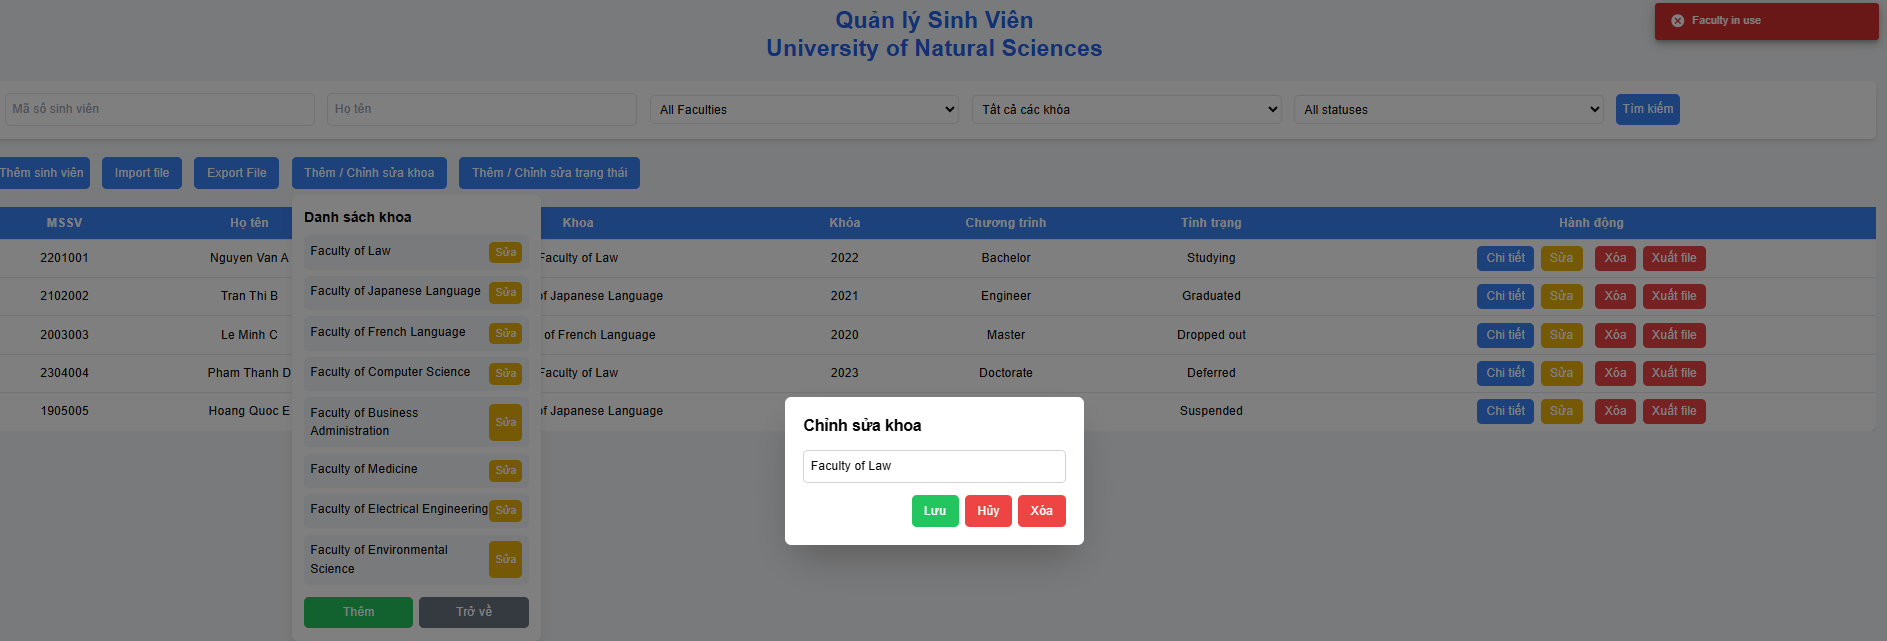 Quản lý Sinh Viên
University of Natural Sciences
Faculty in use
Mã số sinh viên
Họ tên
All Faculties
Tất cả các khóa
All statuses
Tìm kiếm
Thêm sinh viên
Import file
Export File
Thêm / Chỉnh sửa khoa
Thêm / Chỉnh sửa trạng thái
MSSV
Họ tên
Khoa
Khóa
Chương trình
Tình trạng
Hành động
2201001
Nguyen Van A
Faculty of Law
2022
Bachelor
Studying
Chi tiết
Sửa
Xóa
Xuất file
2102002
Tran Thi B
of Japanese Language
2021
Engineer
Graduated
Chi tiết
Sửa
Xóa
Xuất file
2003003
Le Minh C
of French Language
2020
Master
Dropped out
Chi tiết
Sửa
Xóa
Xuất file
2304004
Pham Thanh D
Faculty of Law
2023
Doctorate
Deferred
Chi tiết
Sửa
Xóa
Xuất file
1905005
Hoang Quoc E
of Japanese Language
Suspended
Chi tiết
Sửa
Xóa
Xuất file
Danh sách khoa
Faculty of Law
Sửa
Faculty of Japanese Language
Sửa
Faculty of French Language
Sửa
Faculty of Computer Science
Sửa
Faculty of Business
Administration
Sửa
Faculty of Medicine
Sửa
Faculty of Electrical Engineering
Sửa
Faculty of Environmental
Science
Sửa
Thêm
Trở về
Chỉnh sửa khoa
Faculty of Law
Lưu
Hủy
Xóa